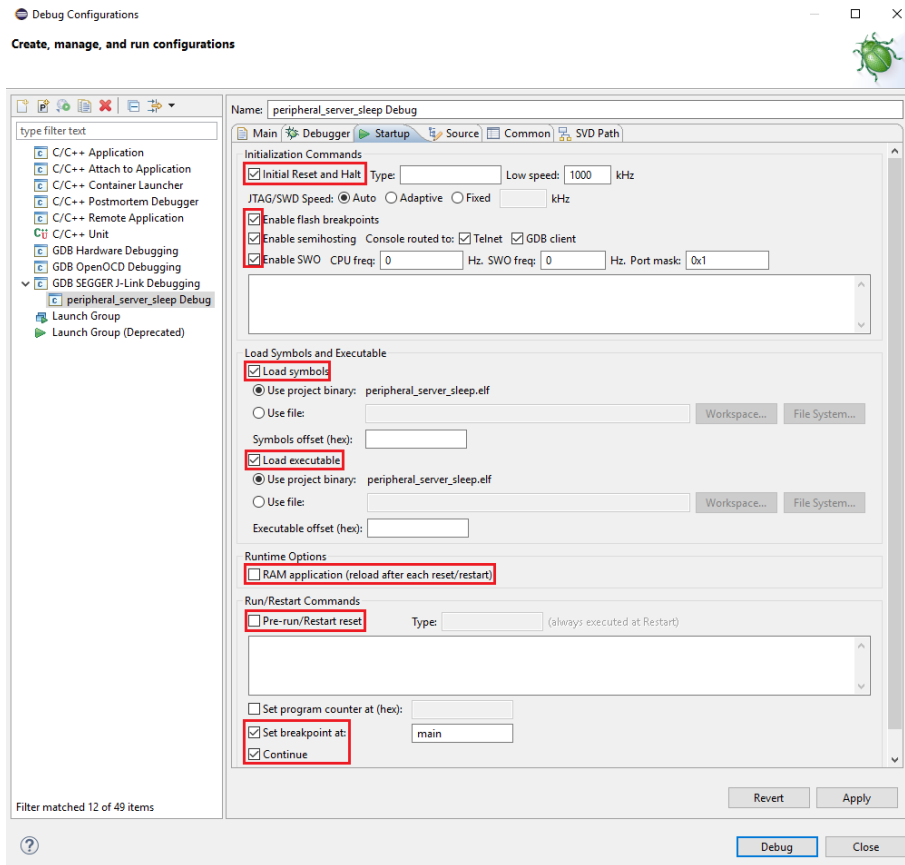 Debug Configurations
Create, manage, and run configurations
type filter text
C/C++ Application
C/C++ Attach to Application
C/C++ Container Launcher
C/C++ Postmortem Debugger
C/C++ Remote Application
C/C++ Unit
GDB Hardware Debugging
GDB OpenOCD Debugging
GDB SEGGER J-Link Debugging
peripheral_server_sleep Debug
Launch Group
Launch Group (Deprecated)
Filter matched 12 of 49 items
Name: peripheral_server_sleep Debug
Main Debugger Startup Source Common SVD Path
Initialization Commands
Initial Reset and Halt Type: Low speed: 1000 kHz
JTAG/SWD Speed: Auto Adaptive Fixed kHz
Enable flash breakpoints
Enable semihosting Console routed to: Telnet GDB client
Enable SWO CPU freq: 0 Hz. SWO freq: 0 Hz. Port mask: 0x1
Load Symbols and Executable
Load symbols
Use project binary: peripheral_server_sleep.elf
Use file: Workspace... File System...
Symbols offset (hex):
Load executable
Use project binary: peripheral_server_sleep.elf
Use file: Workspace... File System...
Executable offset (hex):
Runtime Options
RAM application (reload after each reset/restart)
Run/Restart Commands
Pre-run/Restart reset Type: (always executed at Restart)
Set program counter at (hex):
Set breakpoint at: main
Continue
Revert Apply
Debug Close